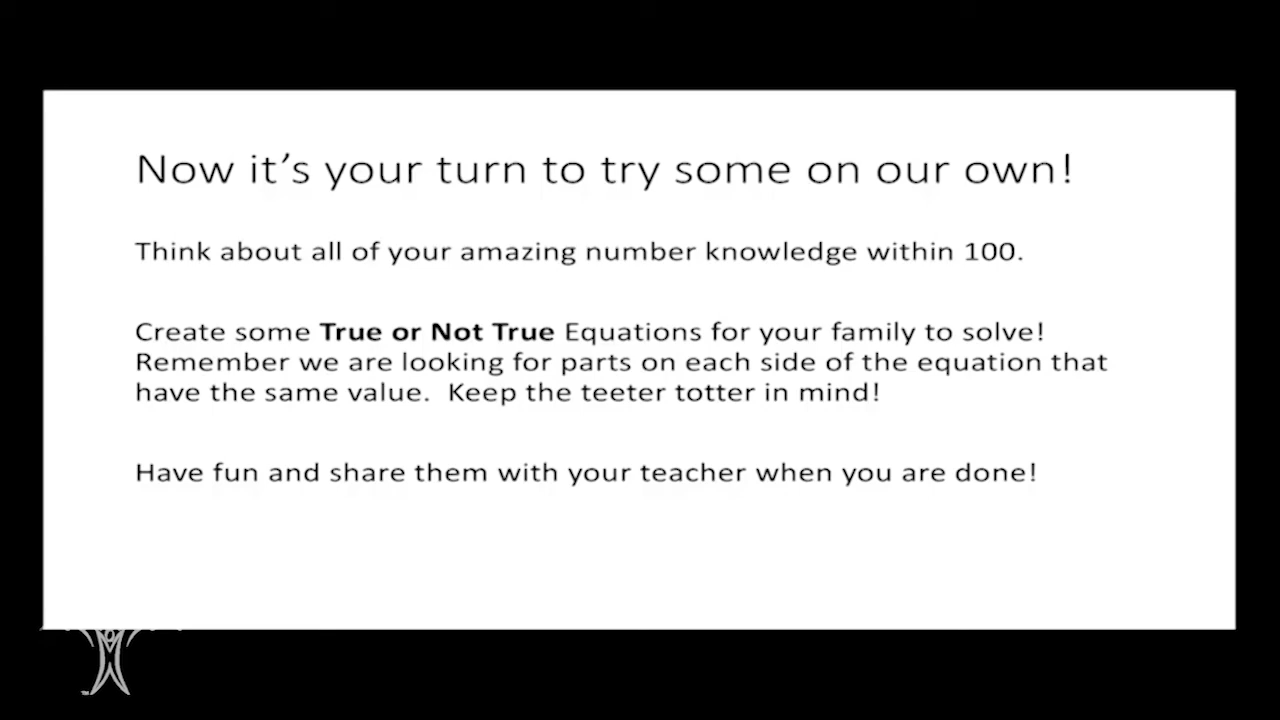 Now it's your turn to try some on our own!
Think about all of your amazing number knowledge within 100.
Create some True or Not True Equations for your family to solve!
Remember we are looking for parts on each side of the equation that
have the same value.  Keep the teeter totter in mind!
Have fun and share them with your teacher when you are done!